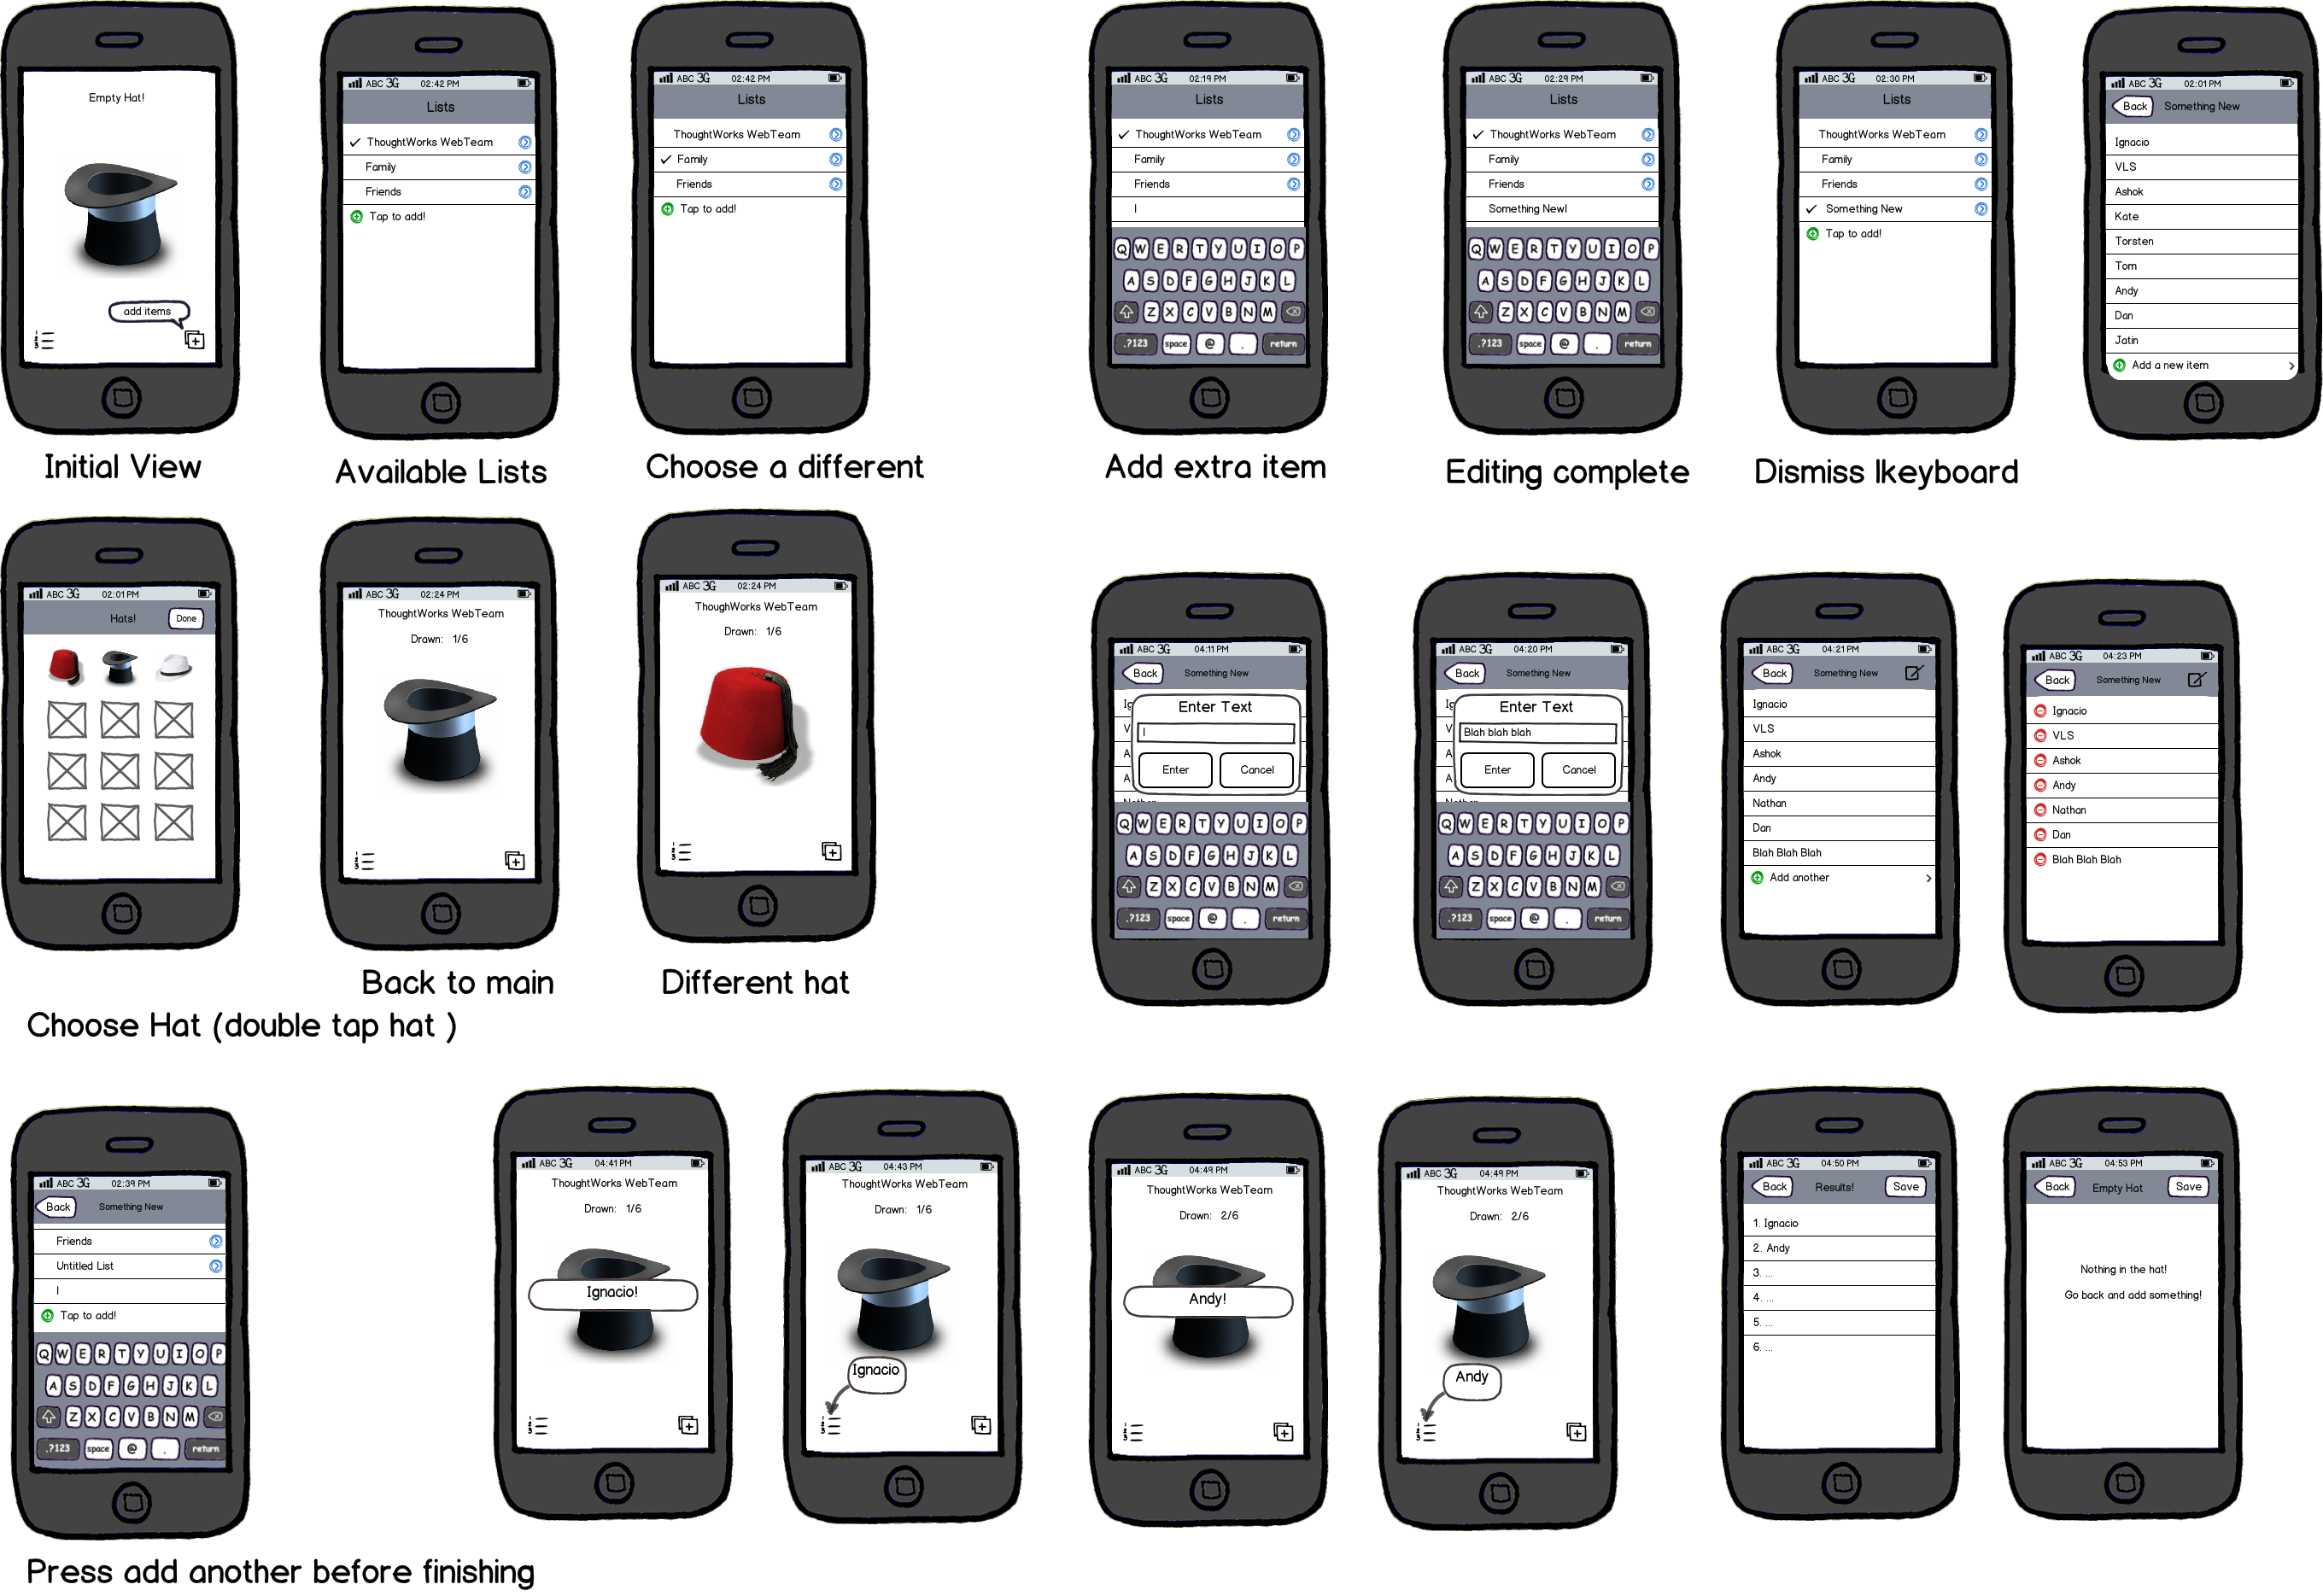 Empty Hat!
add items
Initial View
ABC 3G 02:42 PM
Lists
ThoughtWorks WebTeam
Family
Friends
Tap to add!
Available Lists
ABC 3G 02:42 PM
Lists
ThoughtWorks WebTeam
Family
Friends
Tap to add!
Choose a different
ABC 3G 02:19 PM
Lists
ThoughtWorks WebTeam
Family
Friends
Q W E R T Y U I O P
A S D F G H J K L
Z X C V B N M
.?123 space @ . return
Add extra item
ABC 3G 02:29 PM
Lists
ThoughtWorks WebTeam
Family
Friends
Something New|
Q W E R T Y U I O P
A S D F G H J K L
Z X C V B N M
.?123 space @ . return
Editing complete
ABC 3G 02:30 PM
Lists
ThoughtWorks WebTeam
Family
Friends
Something New
Tap to add!
Dismiss lkeyboard
ABC 3G 02:01 PM
Back Something New
Ignacio
VLS
Ashok
Kate
Torsten
Tom
Andy
Dan
Jatin
Add a new item
ABC 3G 02:01 PM
Hats! Done
Choose Hat (double tap hat )
ABC 3G 02:24 PM
ThoughtWorks WebTeam
Drawn: 1/6
Back to main
ABC 3G 02:24 PM
ThoughWorks WebTeam
Drawn: 1/6
Different hat
ABC 3G 04:11 PM
Back Something New
Ig
V
A
A
Nathan
Enter Text
Enter Cancel
Q W E R T Y U I O P
A S D F G H J K L
Z X C V B N M
.?123 space @ . return
ABC 3G 04:20 PM
Back Something New
Ig
V
A
A
Nathan
Enter Text
Blah blah blah
Enter Cancel
Q W E R T Y U I O P
A S D F G H J K L
Z X C V B N M
.?123 space @ . return
ABC 3G 04:21 PM
Back Something New
Ignacio
VLS
Ashok
Andy
Nathan
Dan
Blah Blah Blah
Add another
ABC 3G 04:23 PM
Back Something New
Ignacio
VLS
Ashok
Andy
Nathan
Dan
Blah Blah Blah
ABC 3G 02:39 PM
Back Something New
Friends
Untitled List
Tap to add!
Q W E R T Y U I O P
A S D F G H J K L
Z X C V B N M
.?123 space @ . return
Press add another before finishing
ABC 3G 04:41 PM
ThoughtWorks WebTeam
Drawn: 1/6
Ignacio!
ABC 3G 04:43 PM
ThoughtWorks WebTeam
Drawn: 1/6
Ignacio
ABC 3G 04:49 PM
ThoughtWorks WebTeam
Drawn: 2/6
Andy!
ABC 3G 04:49 PM
ThoughtWorks WebTeam
Drawn: 2/6
Andy
ABC 3G 04:50 PM
Back Results! Save
1. Ignacio
2. Andy
3. ...
4. ...
5. ...
6. ...
ABC 3G 04:53 PM
Back Empty Hat Save
Nothing in the hat!
Go back and add something!